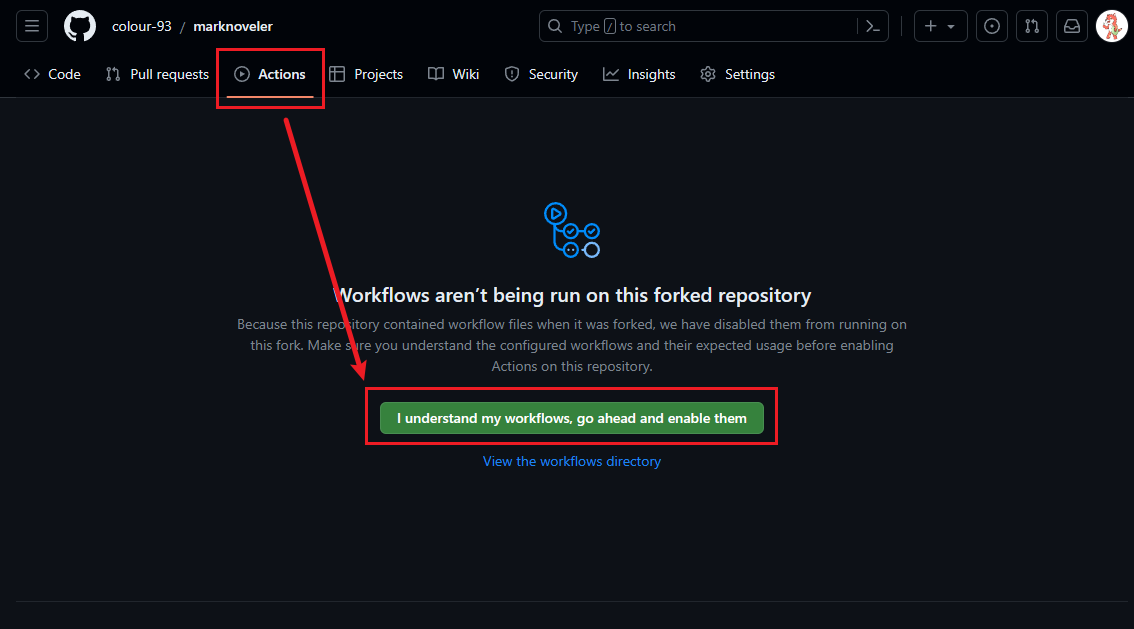 colour-93 / marknoveler
Type / to search
Code Pull requests Actions Projects Wiki Security Insights Settings
Workflows aren’t being run on this forked repository
Because this repository contained workflow files when it was forked, we have disabled them from running on
this fork. Make sure you understand the configured workflows and their expected usage before enabling
Actions on this repository.
I understand my workflows, go ahead and enable them
View the workflows directory